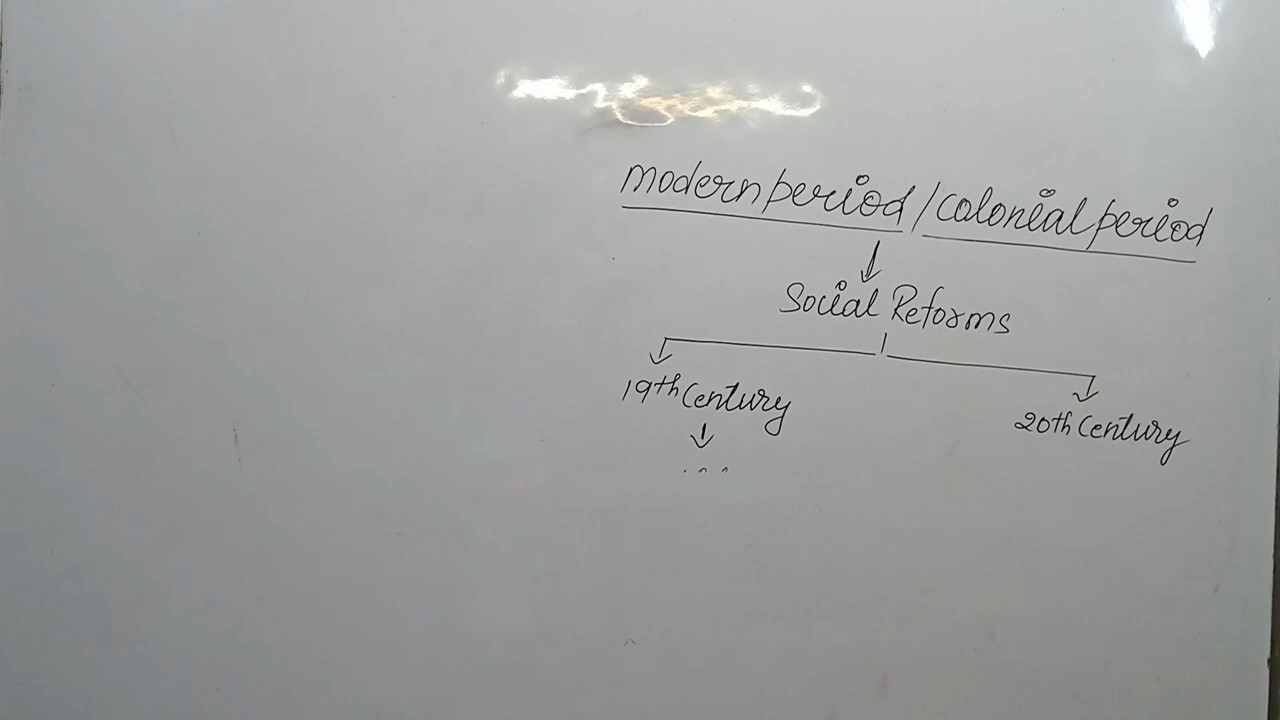 modern period / colonial period
Social Reforms
19th Century
20th Century